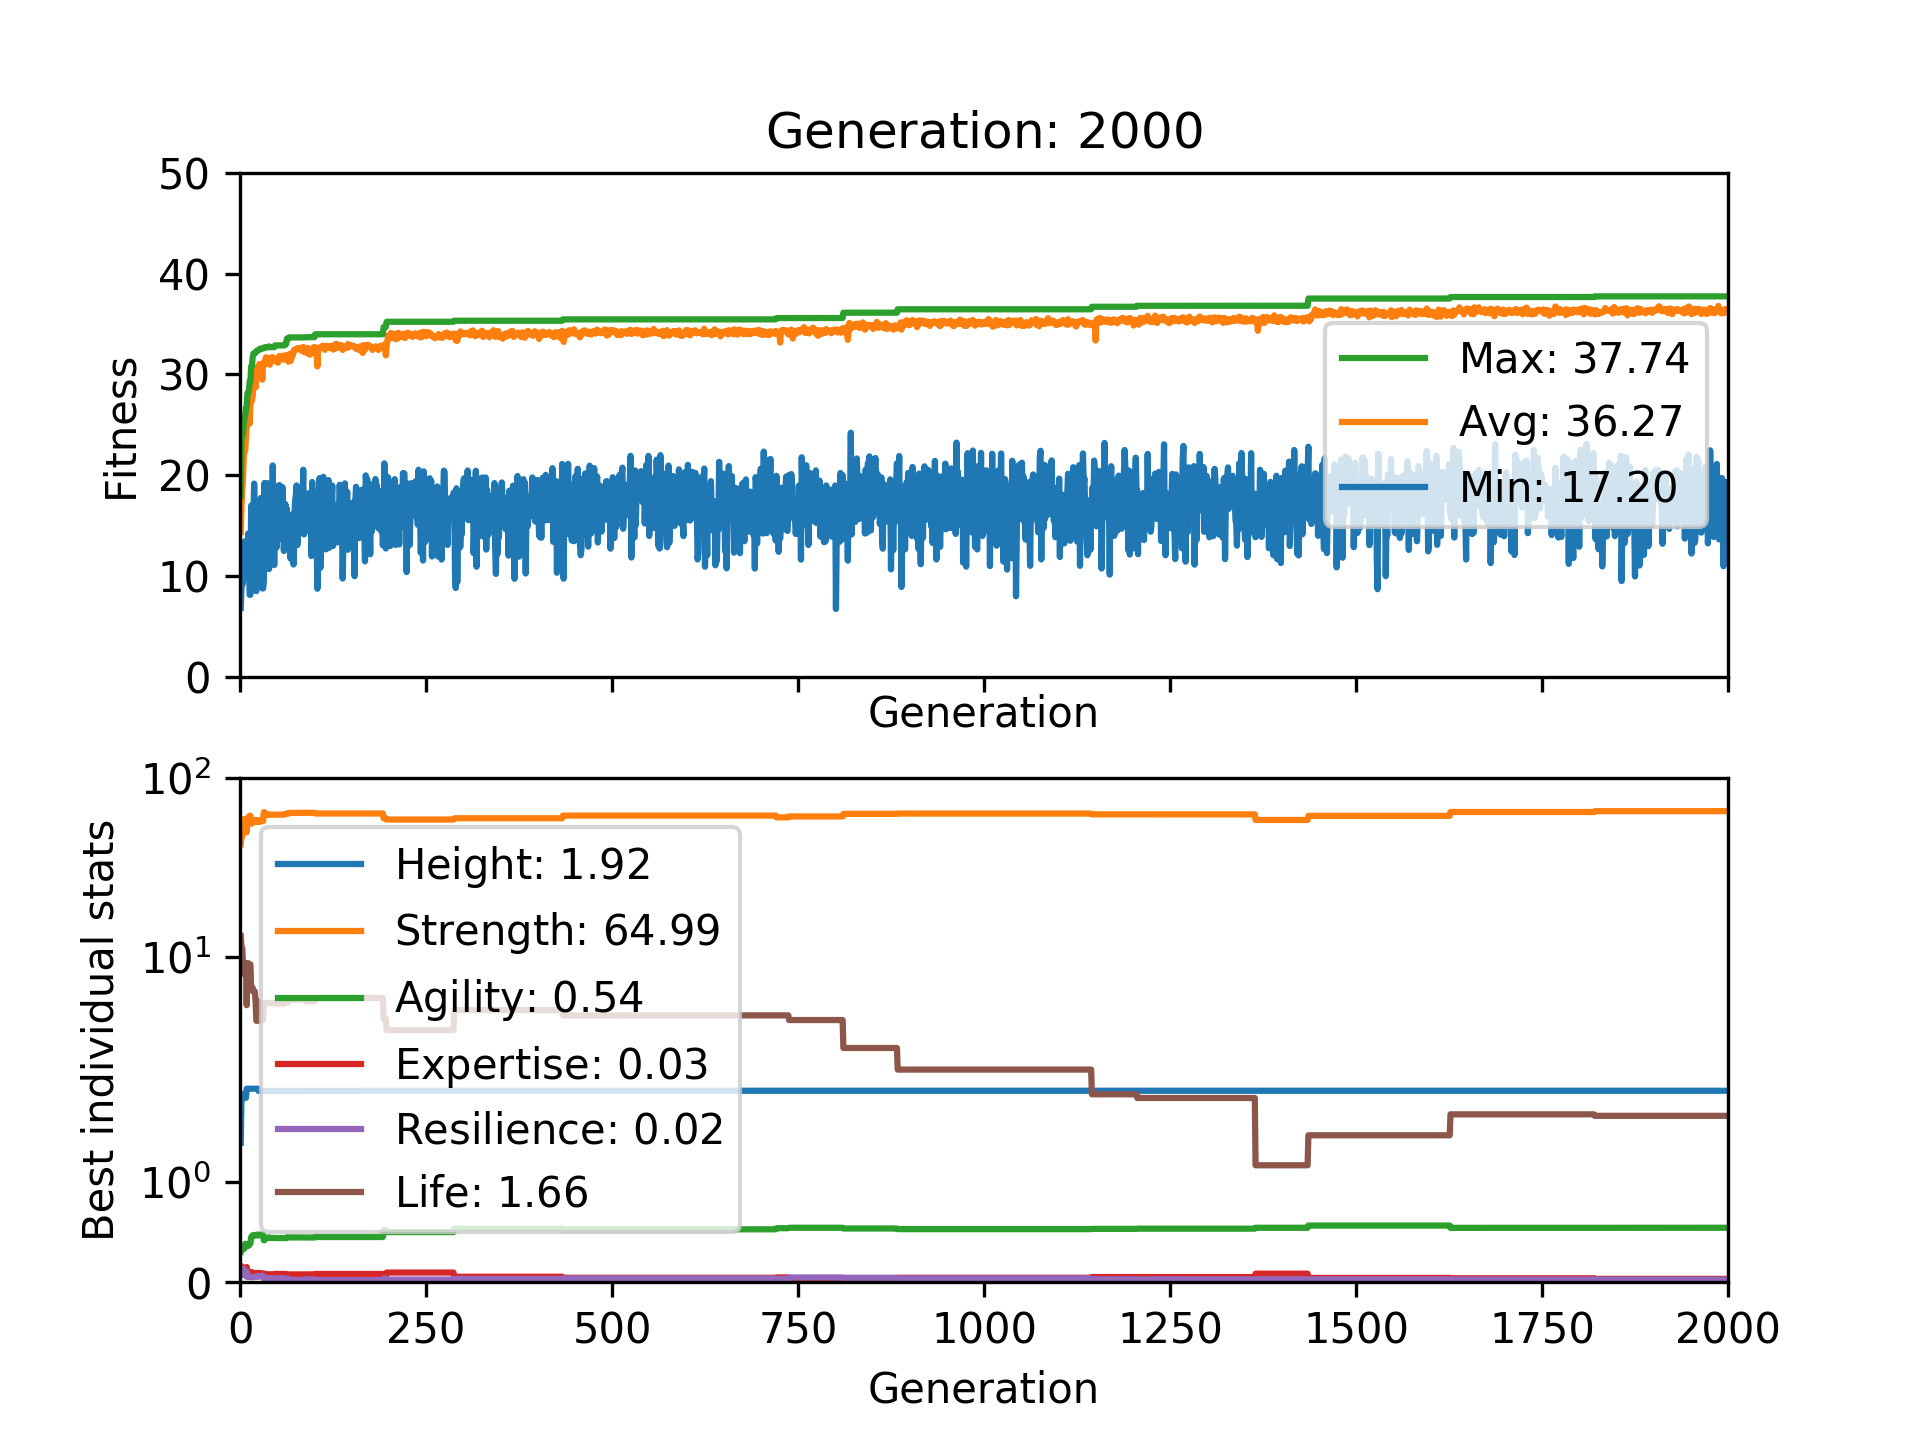 Generation: 2000
50
40
30
20
10
0
Fitness
Max: 37.74
Avg: 36.27
Min: 17.20
Generation
10²
10¹
10⁰
0
Best individual stats
Height: 1.92
Strength: 64.99
Agility: 0.54
Expertise: 0.03
Resilience: 0.02
Life: 1.66
0 250 500 750 1000 1250 1500 1750 2000
Generation